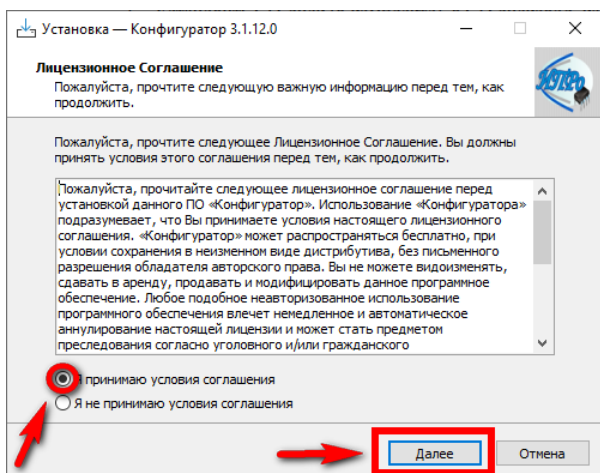 Установка — Конфигуратор 3.1.12.0
Лицензионное Соглашение
Пожалуйста, прочтите следующую важную информацию перед тем, как
продолжить.
Пожалуйста, прочтите следующее Лицензионное Соглашение. Вы должны
принять условия этого соглашения перед тем, как продолжить.
Пожалуйста, прочитайте следующее лицензионное соглашение перед
установкой данного ПО «Конфигуратор». Использование «Конфигуратора»
подразумевает, что Вы принимаете условия настоящего лицензионного
соглашения. «Конфигуратор» может распространяться бесплатно, при
условии сохранения в неизменном виде дистрибутива, без письменного
разрешения обладателя авторского права. Вы не можете видоизменять,
сдавать в аренду, продавать и модифицировать данное программное
обеспечение. Любое подобное неавторизованное использование
программного обеспечения влечет немедленное и автоматическое
аннулирование настоящей лицензии и может стать предметом
преследования согласно уголовного и/или гражданского
Я принимаю условия соглашения
Я не принимаю условия соглашения
Далее
Отмена